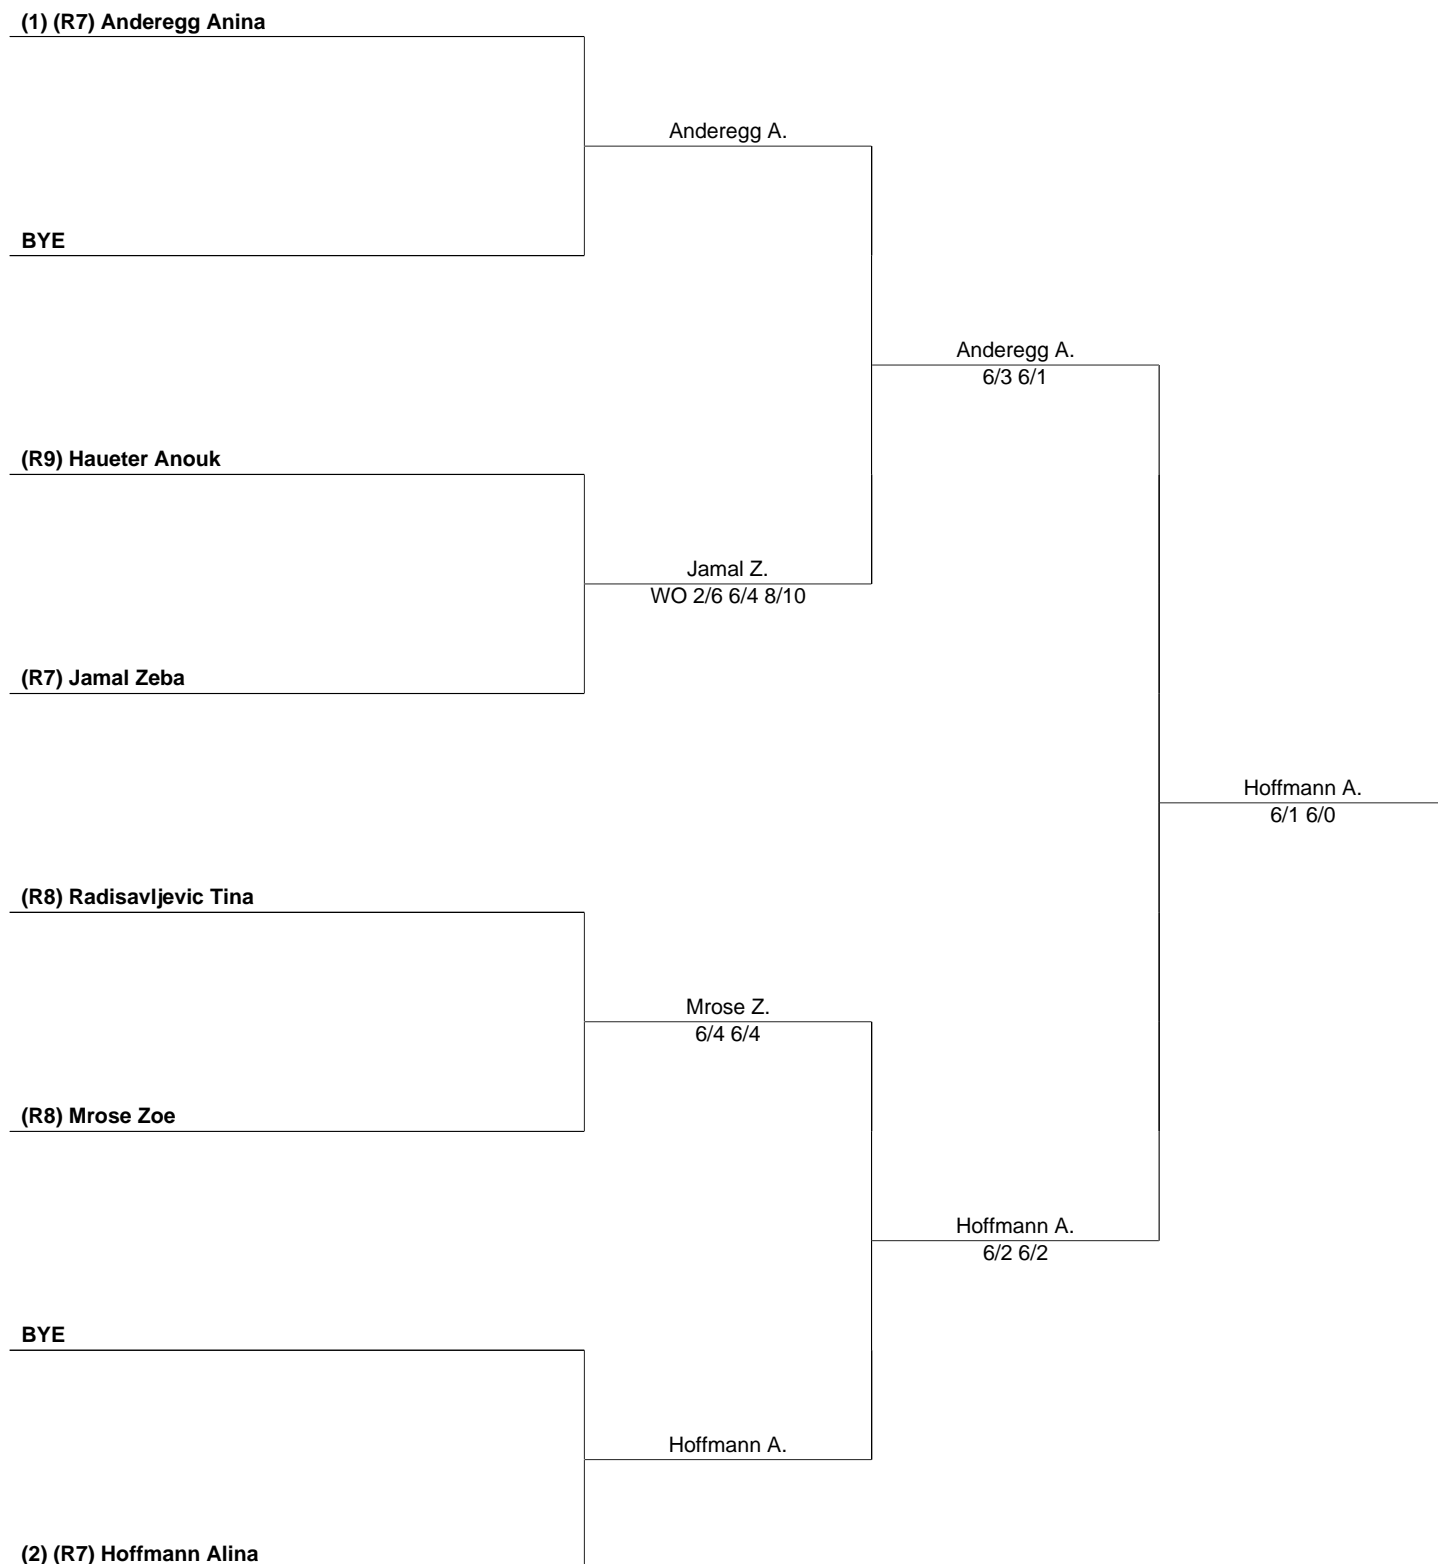 (1) (R7) Anderegg Anina
Anderegg A.
BYE
Anderegg A.
6/3 6/1
(R9) Haueter Anouk
Jamal Z.
WO 2/6 6/4 8/10
(R7) Jamal Zeba
Hoffmann A.
6/1 6/0
(R8) Radisavljevic Tina
Mrose Z.
6/4 6/4
(R8) Mrose Zoe
Hoffmann A.
6/2 6/2
BYE
Hoffmann A.
(2) (R7) Hoffmann Alina